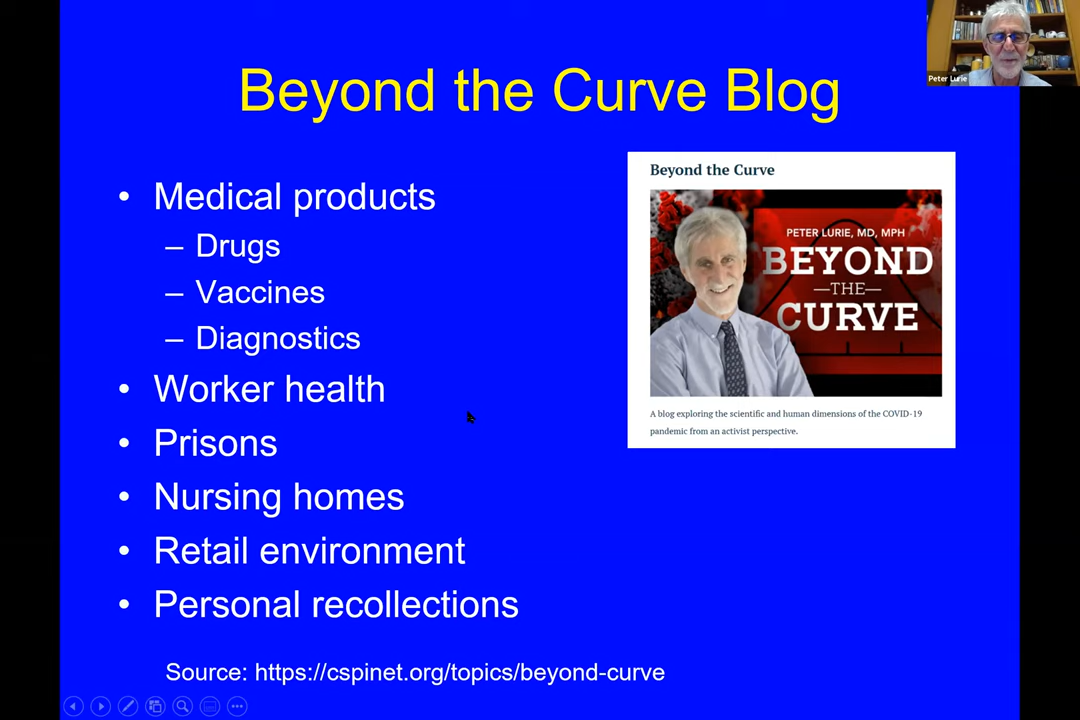 Beyond the Curve Blog
Peter Lurie
• Medical products
– Drugs
– Vaccines
– Diagnostics
• Worker health
• Prisons
• Nursing homes
• Retail environment
• Personal recollections
Beyond the Curve
PETER LURIE, MD, MPH
BEYOND
—THE—
CURVE
A blog exploring the scientific and human dimensions of the COVID-19
pandemic from an activist perspective.
Source: https://cspinet.org/topics/beyond-curve